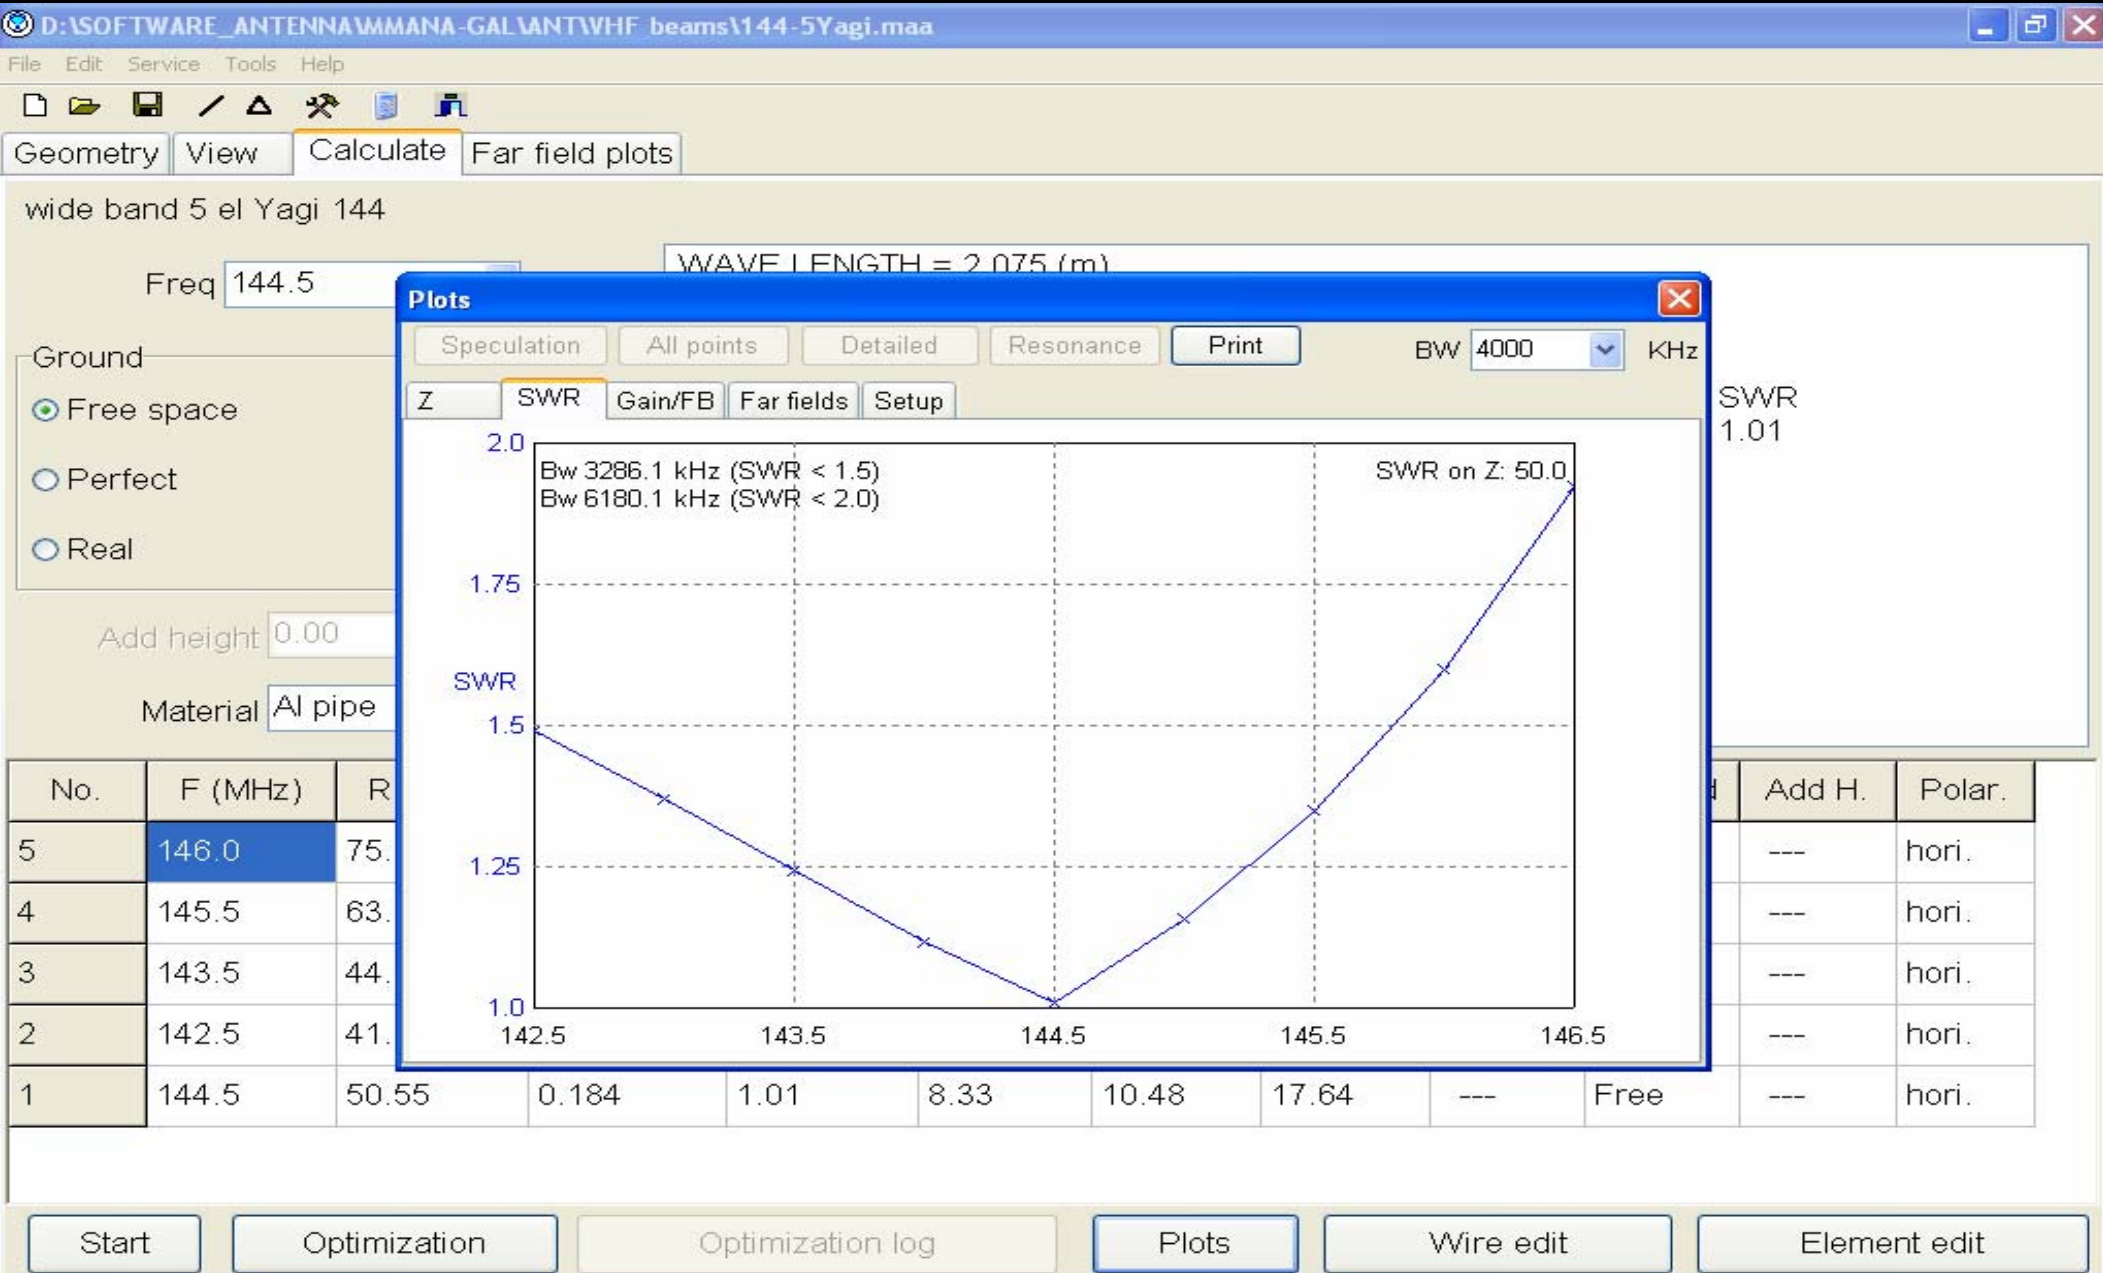 D:\SOFTWARE_ANTENNA\MMANA-GAL\ANT\VHF beams\144-5Yagi.maa
File Edit Service Tools Help
Geometry View Calculate Far field plots
wide band 5 el Yagi 144
WAVE LENGTH = 2.075 (m)
Freq 144.5
Ground
Free space
Perfect
Real
Add height 0.00
Material Al pipe
SWR
1.01
Plots
Speculation All points Detailed Resonance Print BW 4000 KHz
Z SWR Gain/FB Far fields Setup
Bw 3286.1 kHz (SWR < 1.5)
Bw 6180.1 kHz (SWR < 2.0)
SWR on Z: 50.0
2.0
1.75
SWR
1.5
1.25
1.0
142.5 143.5 144.5 145.5 146.5
No. F (MHz) R Add H. Polar.
5 146.0 75. --- hori.
4 145.5 63. --- hori.
3 143.5 44. --- hori.
2 142.5 41. --- hori.
1 144.5 50.55 0.184 1.01 8.33 10.48 17.64 --- Free --- hori.
Start Optimization Optimization log Plots Wire edit Element edit